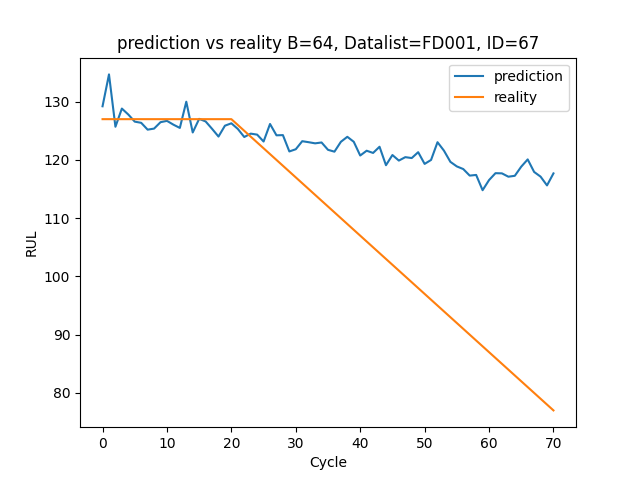 prediction vs reality B=64, Datalist=FD001, ID=67
prediction
reality
130
120
110
100
90
80
RUL
0 10 20 30 40 50 60 70
Cycle